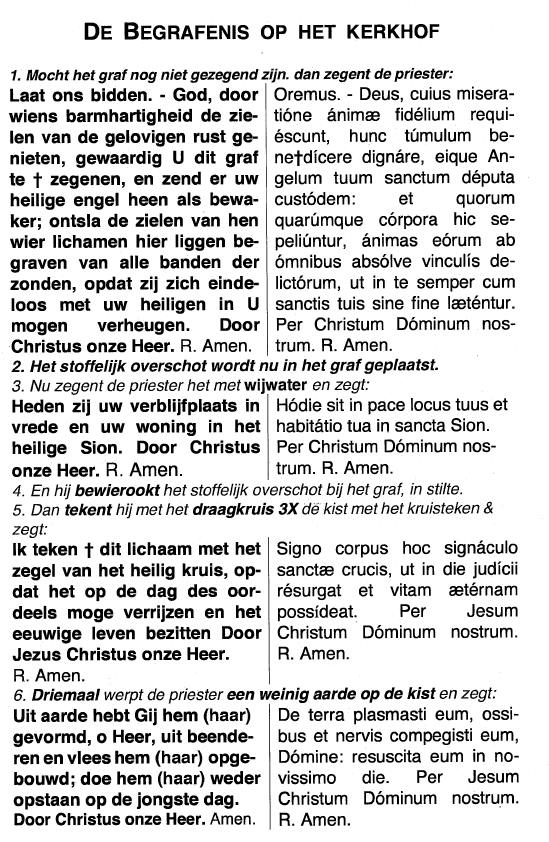 DE BEGRAFENIS OP HET KERKHOF
1. Mocht het graf nog niet gezegend zijn. dan zegent de priester:
Laat ons bidden. - God, door
wiens barmhartigheid de zie-
len van de gelovigen rust ge-
nieten, gewaardig U dit graf
te † zegenen, en zend er uw
heilige engel heen als bewa-
ker; ontsla de zielen van hen
wier lichamen hier liggen be-
graven van alle banden der
zonden, opdat zij zich einde-
loos met uw heiligen in U
mogen verheugen. Door
Christus onze Heer. R. Amen.
Oremus. - Deus, cuius misera-
tióne ánimæ fidélium requi-
éscunt, hunc túmulum be-
ne†dícere dignáre, eique An-
gelum tuum sanctum députa
custódem: et quorum
quarúmque córpora hic se-
peliúntur, ánimas eórum ab
ómnibus absólve vinculís de-
lictórum, ut in te semper cum
sanctis tuis sine fine læténtur.
Per Christum Dóminum nos-
trum. R. Amen.
2. Het stoffelijk overschot wordt nu in het graf geplaatst.
3. Nu zegent de priester het met wijwater en zegt:
Heden zij uw verblijfplaats in
vrede en uw woning in het
heilige Sion. Door Christus
onze Heer. R. Amen.
Hódie sit in pace locus tuus et
habitátio tua in sancta Sion.
Per Christum Dóminum nos-
trum. R. Amen.
4. En hij bewierookt het stoffelijk overschot bij het graf, in stilte.
5. Dan tekent hij met het draagkruis 3X de kist met het kruisteken &
zegt:
Ik teken † dit lichaam met het
zegel van het heilig kruis, op-
dat het op de dag des oor-
deels moge verrijzen en het
eeuwige leven bezitten Door
Jezus Christus onze Heer.
R. Amen.
Signo corpus hoc signáculo
sanctæ crucis, ut in die judícii
résurgat et vitam ætérnam
possídeat. Per Jesum
Christum Dóminum nostrum.
R. Amen.
6. Driemaal werpt de priester een weinig aarde op de kist en zegt:
Uit aarde hebt Gij hem (haar)
gevormd, o Heer, uit beende-
ren en vlees hem (haar) opge-
bouwd; doe hem (haar) weder
opstaan op de jongste dag.
Door Christus onze Heer. Amen.
De terra plasmasti eum, ossi-
bus et nervis compegisti eum,
Dómine: resuscita eum in no-
vissimo die. Per Jesum
Christum Dóminum nostrum.
R. Amen.